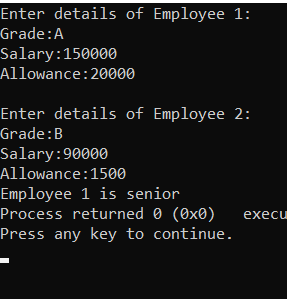 Enter details of Employee 1:
Grade:A
Salary:150000
Allowance:20000
Enter details of Employee 2:
Grade:B
Salary:90000
Allowance:1500
Employee 1 is senior
Process returned 0 (0x0)   execu
Press any key to continue.